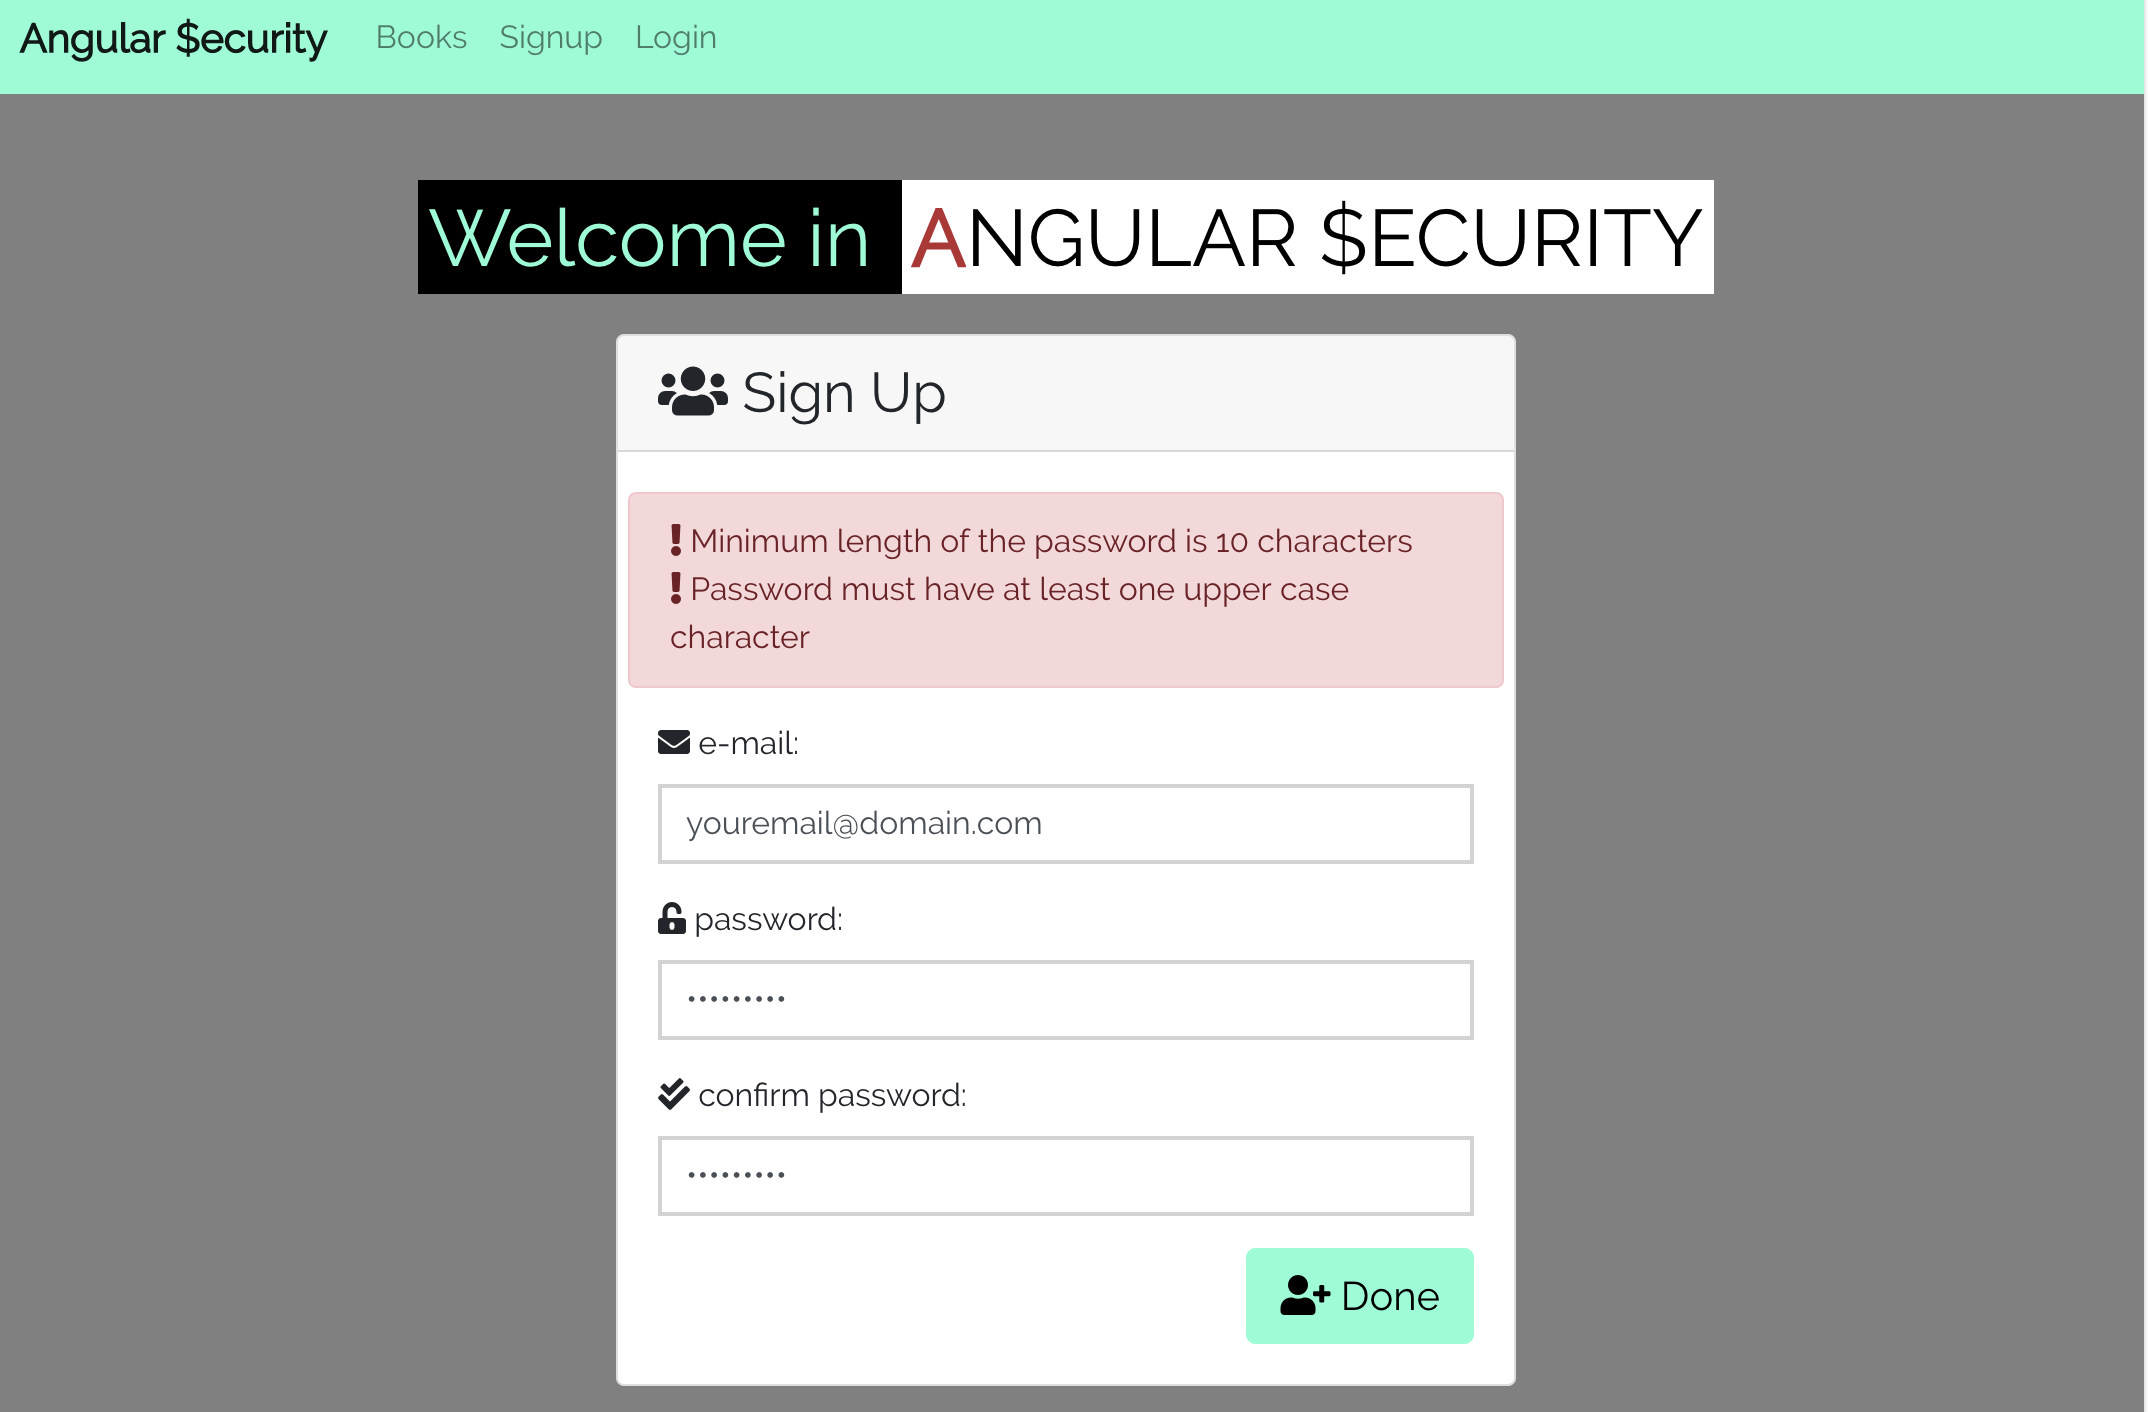 Angular $ecurity Books Signup Login
Welcome in ANGULAR $ECURITY
Sign Up
Minimum length of the password is 10 characters
Password must have at least one upper case
character
e-mail:
youremail@domain.com
password:
•••••••••
confirm password:
•••••••••
Done